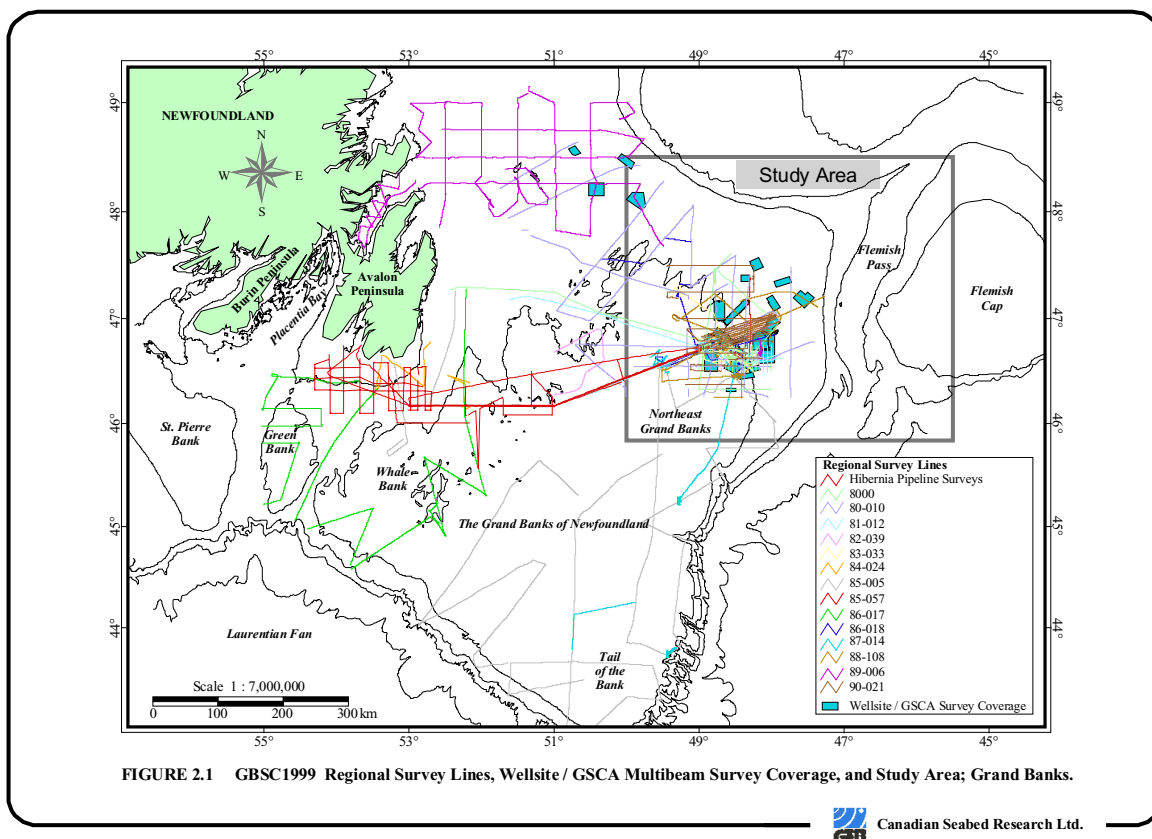 55°
53°
51°
49°
47°
45°
49°
48°
47°
46°
45°
44°
49°
48°
47°
46°
45°
44°
NEWFOUNDLAND
N
W
E
S
Study Area
Burin Peninsula
Placentia Bay
Avalon
Peninsula
Flemish
Pass
Flemish
Cap
St. Pierre
Bank
Green
Bank
Whale
Bank
Northeast
Grand Banks
The Grand Banks of Newfoundland
Laurentian Fan
Tail
of the
Bank
Scale 1 : 7,000,000
0 100 200 300 km
Regional Survey Lines
Hibernia Pipeline Surveys
8000
80-010
81-012
82-039
83-033
84-024
85-005
85-057
86-017
86-018
87-014
88-108
89-006
90-021
Wellsite / GSCA Survey Coverage
55°
53°
51°
49°
47°
45°
FIGURE 2.1 GBSC1999 Regional Survey Lines, Wellsite / GSCA Multibeam Survey Coverage, and Study Area; Grand Banks.
Canadian Seabed Research Ltd.